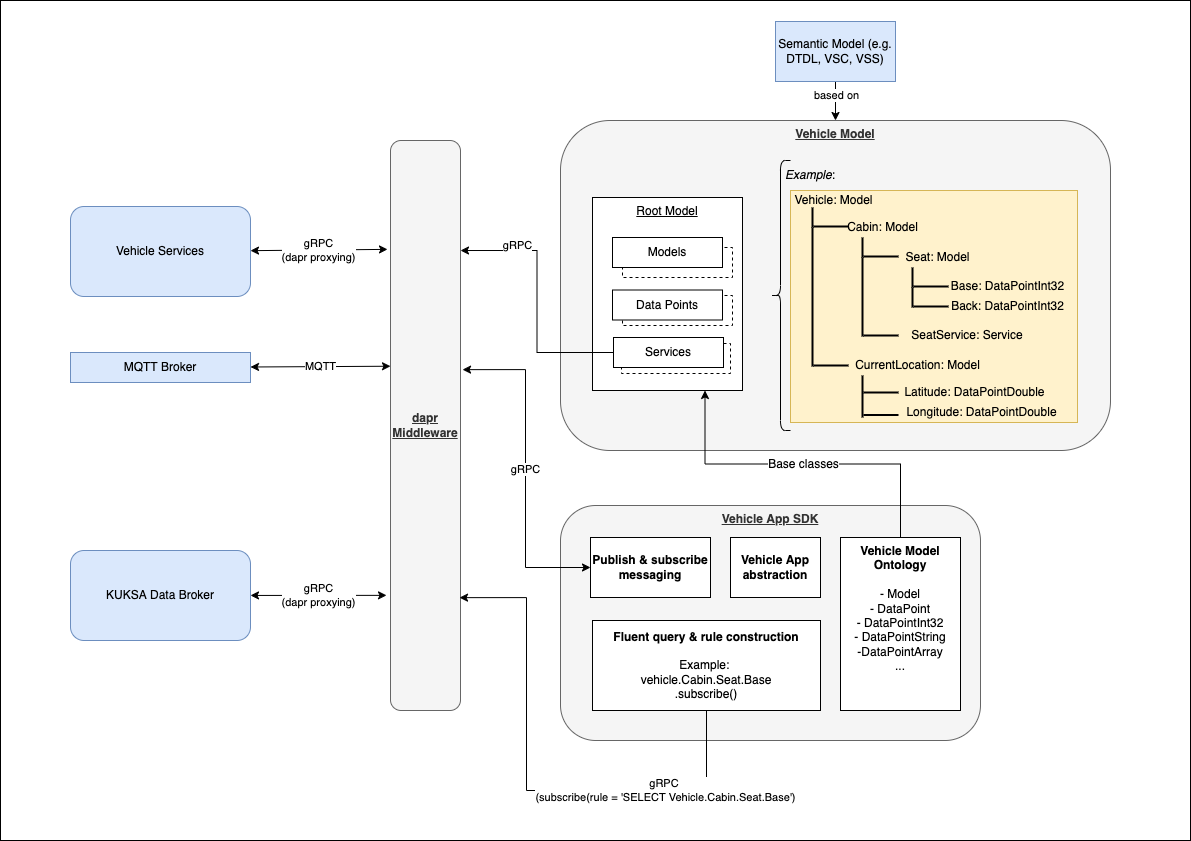 Semantic Model (e.g.
DTDL, VSC, VSS)
based on
Vehicle Model
Example:
Vehicle: Model
Cabin: Model
Seat: Model
Base: DataPointInt32
Back: DataPointInt32
SeatService: Service
CurrentLocation: Model
Latitude: DataPointDouble
Longitude: DataPointDouble
Root Model
Models
Data Points
Services
gRPC
Vehicle Services
gRPC
(dapr proxying)
MQTT Broker
MQTT
dapr
Middleware
gRPC
Base classes
KUKSA Data Broker
gRPC
(dapr proxying)
Vehicle App SDK
Publish & subscribe
messaging
Vehicle App
abstraction
Vehicle Model
Ontology
- Model
- DataPoint
- DataPointInt32
- DataPointString
-DataPointArray
...
Fluent query & rule construction
Example:
vehicle.Cabin.Seat.Base
.subscribe()
gRPC
(subscribe(rule = 'SELECT Vehicle.Cabin.Seat.Base')